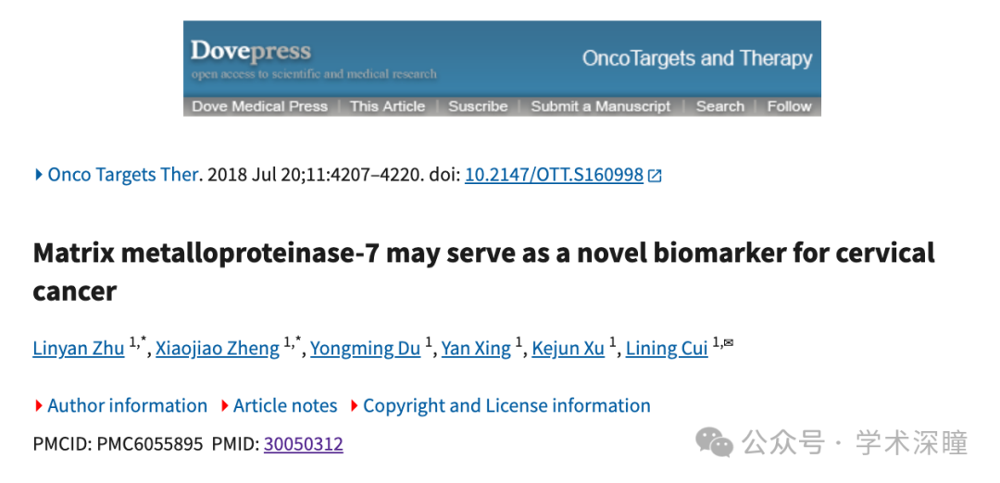 Dovepress
open access to scientific and medical research
OncoTargets and Therapy
Dove Medical Press | This Article | Suscribe | Submit a Manuscript | Search | Follow
Onco Targets Ther. 2018 Jul 20;11:4207–4220. doi: 10.2147/OTT.S160998
Matrix metalloproteinase-7 may serve as a novel biomarker for cervical
cancer
Linyan Zhu 1,*, Xiaojiao Zheng 1,*, Yongming Du 1, Yan Xing 1, Kejun Xu 1, Lining Cui 1,✉
Author information Article notes Copyright and License information
PMCID: PMC6055895 PMID: 30050312
公众号 · 学术深瞳